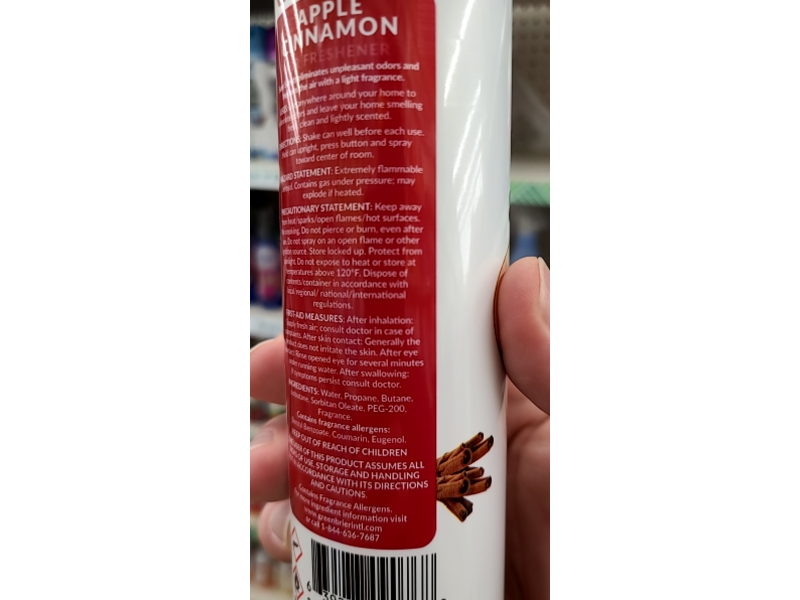 APPLE
CINNAMON
FRESHENER
eliminates unpleasant odors and
the air with a light fragrance.
anywhere around your home to
and leave your home smelling
clean and lightly scented.
Shake can well before each use.
upright, press button and spray
toward center of room.
STATEMENT: Extremely flammable
Contains gas under pressure: may
explode if heated.
PRECAUTIONARY STATEMENT: Keep away
heat/sparks/open flames/hot surfaces.
Do not pierce or burn, even after
Do not spray on an open flame or other
source. Store locked up. Protect from
Do not expose to heat or store at
temperatures above 120°F. Dispose of
contents/container in accordance with
regional/ national/international
regulations.
FIRST-AID MEASURES: After inhalation:
fresh air; consult doctor in case of
After skin contact: Generally the
does not irritate the skin. After eye
Rinse opened eye for several minutes
running water. After swallowing:
symptoms persist consult doctor.
INGREDIENTS: Water, Propane, Butane,
Sorbitan Oleate, PEG-200,
Fragrance.
Contains fragrance allergens:
Benzoate, Coumarin, Eugenol.
KEEP OUT OF REACH OF CHILDREN
OF THIS PRODUCT ASSUMES ALL
OF USE, STORAGE AND HANDLING
ACCORDANCE WITH ITS DIRECTIONS
AND CAUTIONS.
Contains Fragrance Allergens.
more ingredient information visit
www.greenbrierintl.com
or call 1-844-636-7687